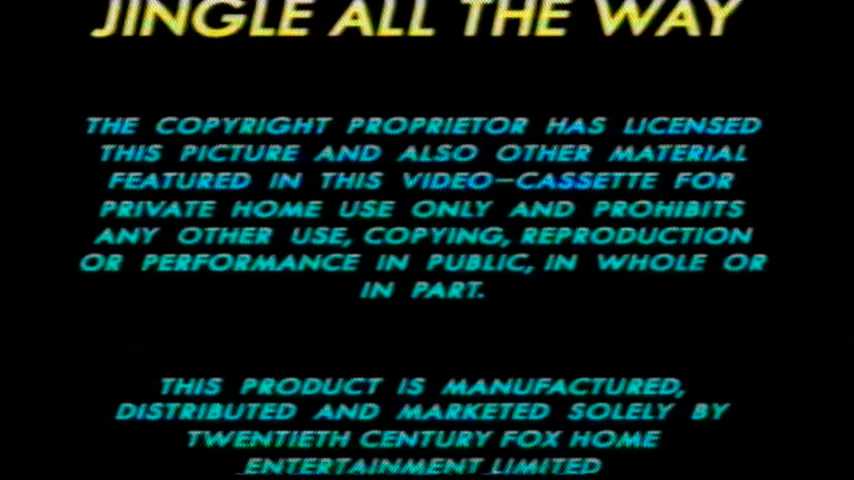 JINGLE ALL THE WAY
THE COPYRIGHT PROPRIETOR HAS LICENSED
THIS PICTURE AND ALSO OTHER MATERIAL
FEATURED IN THIS VIDEO-CASSETTE FOR
PRIVATE HOME USE ONLY AND PROHIBITS
ANY OTHER USE, COPYING, REPRODUCTION
OR PERFORMANCE IN PUBLIC, IN WHOLE OR
IN PART.
THIS PRODUCT IS MANUFACTURED,
DISTRIBUTED AND MARKETED SOLELY BY
TWENTIETH CENTURY FOX HOME
ENTERTAINMENT LIMITED